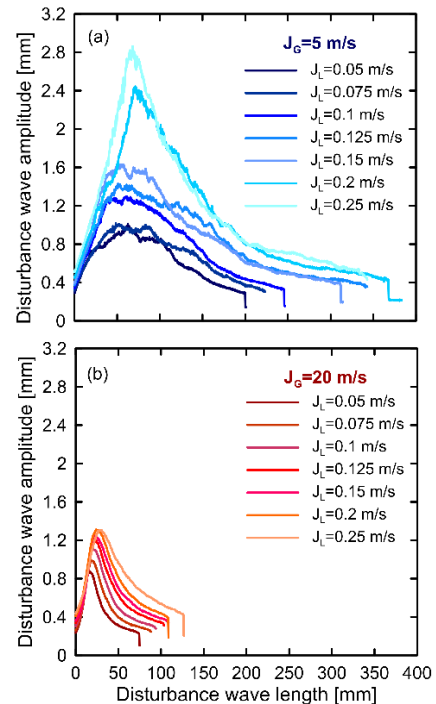 3.2
(a)
J_G=5 m/s
2.8
J_L=0.05 m/s
2.4
J_L=0.075 m/s
J_L=0.1 m/s
2
J_L=0.125 m/s
1.6
J_L=0.15 m/s
J_L=0.2 m/s
1.2
J_L=0.25 m/s
0.8
0.4
0
Disturbance wave amplitude [mm]
3.2
(b)
J_G=20 m/s
2.8
J_L=0.05 m/s
2.4
J_L=0.075 m/s
J_L=0.1 m/s
2
J_L=0.125 m/s
1.6
J_L=0.15 m/s
J_L=0.2 m/s
1.2
J_L=0.25 m/s
0.8
0.4
0
Disturbance wave amplitude [mm]
0 50 100 150 200 250 300 350 400
Disturbance wave length [mm]